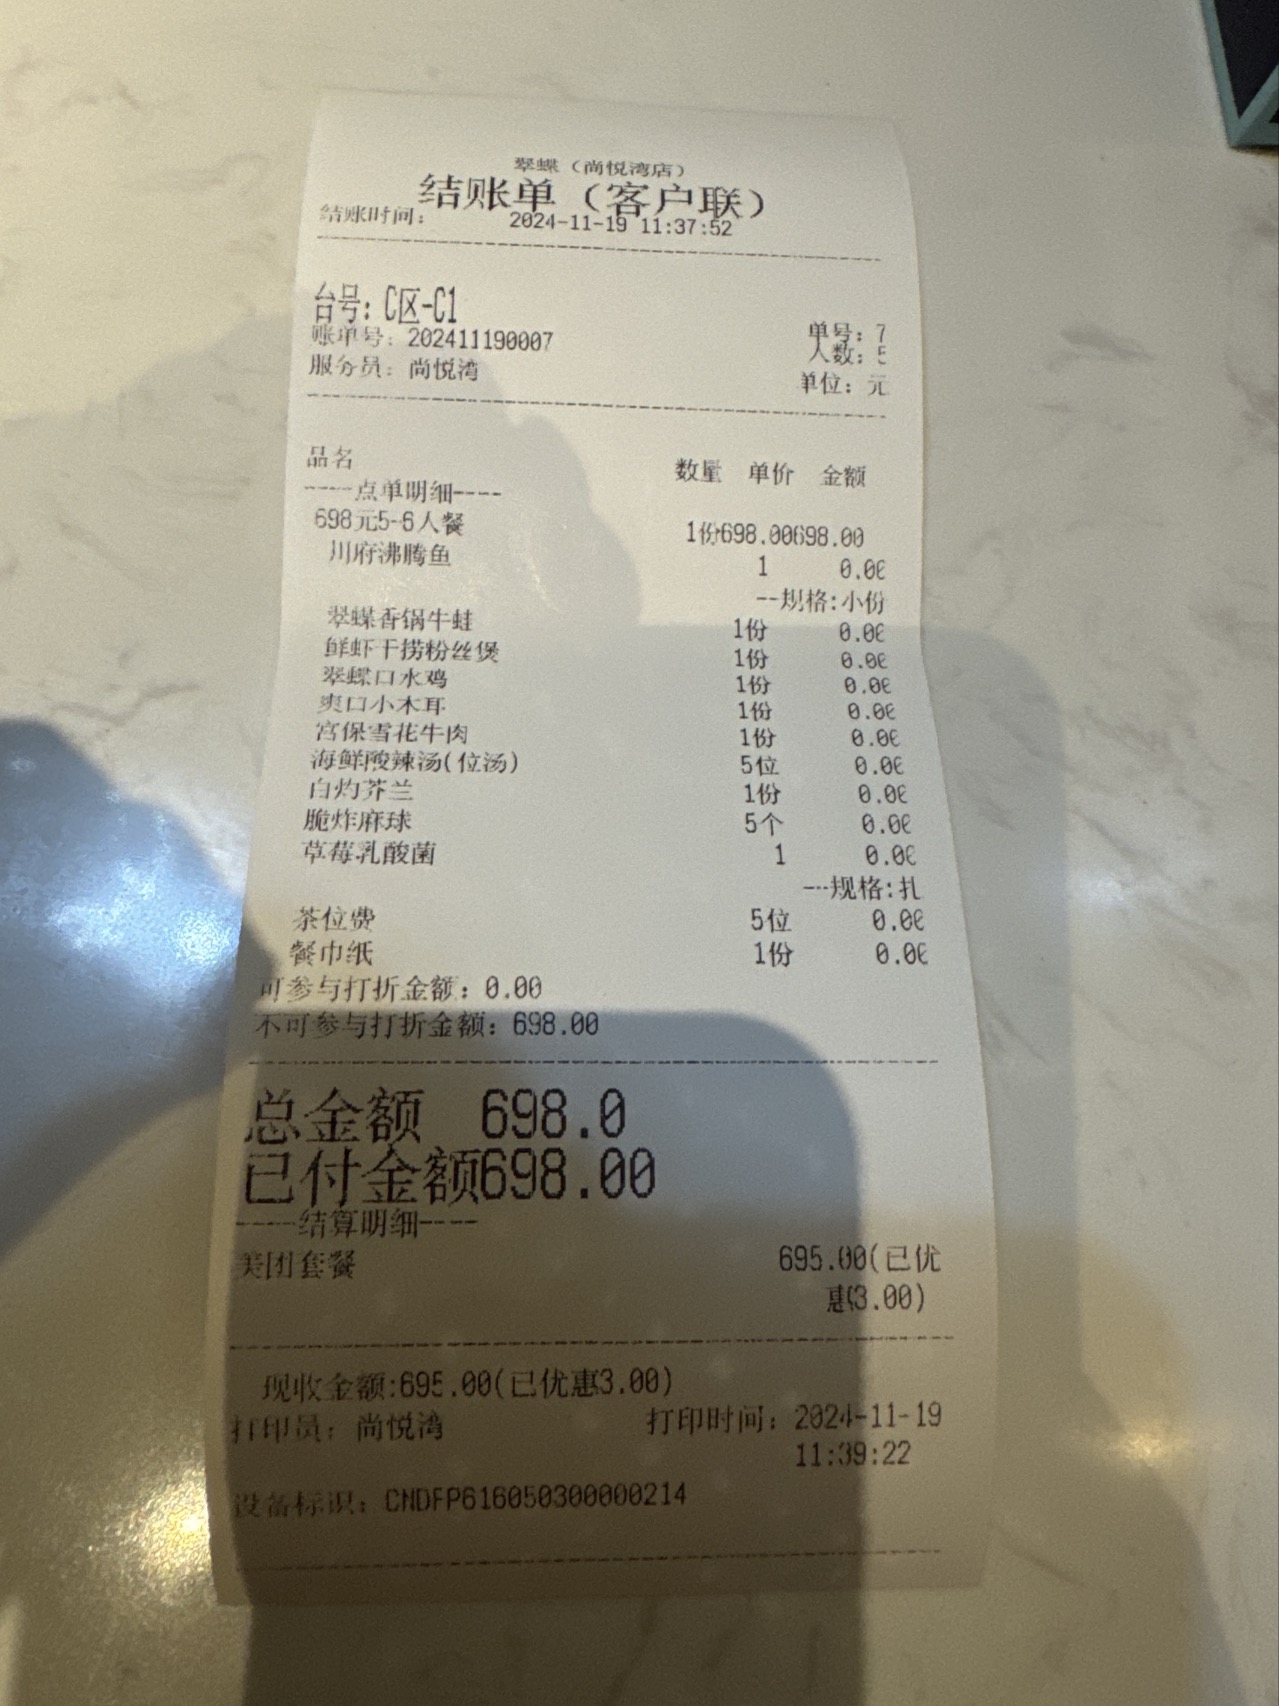 翠蝶（尚悦湾店）
结账单（客户联）
结账时间： 2024-11-19 11:37:52
台号：C区-C1
账单号：202411190007 单号：7
人数：5
服务员：尚悦湾 单位：元
品名 数量 单价 金额
----点单明细----
698元5-6人餐 1份698.00698.00
川府沸腾鱼 1 0.00
--规格:小份
翠蝶香锅牛蛙 1份 0.00
鲜虾干捞粉丝煲 1份 0.00
翠蝶口水鸡 1份 0.00
爽口小木耳 1份 0.00
宫保雪花牛肉 1份 0.00
海鲜酸辣汤(位汤) 5位 0.00
白灼芥兰 1份 0.00
脆炸麻球 5个 0.00
草莓乳酸菌 1 0.00
--规格:扎
茶位费 5位 0.00
餐巾纸 1份 0.00
可参与打折金额：0.00
不可参与打折金额：698.00
总金额 698.0
已付金额698.00
----结算明细----
美团套餐 695.00(已优
惠3.00)
现收金额:695.00(已优惠3.00)
打印员：尚悦湾 打印时间：2024-11-19
11:39:22
设备标识：CNDFP616050300000214